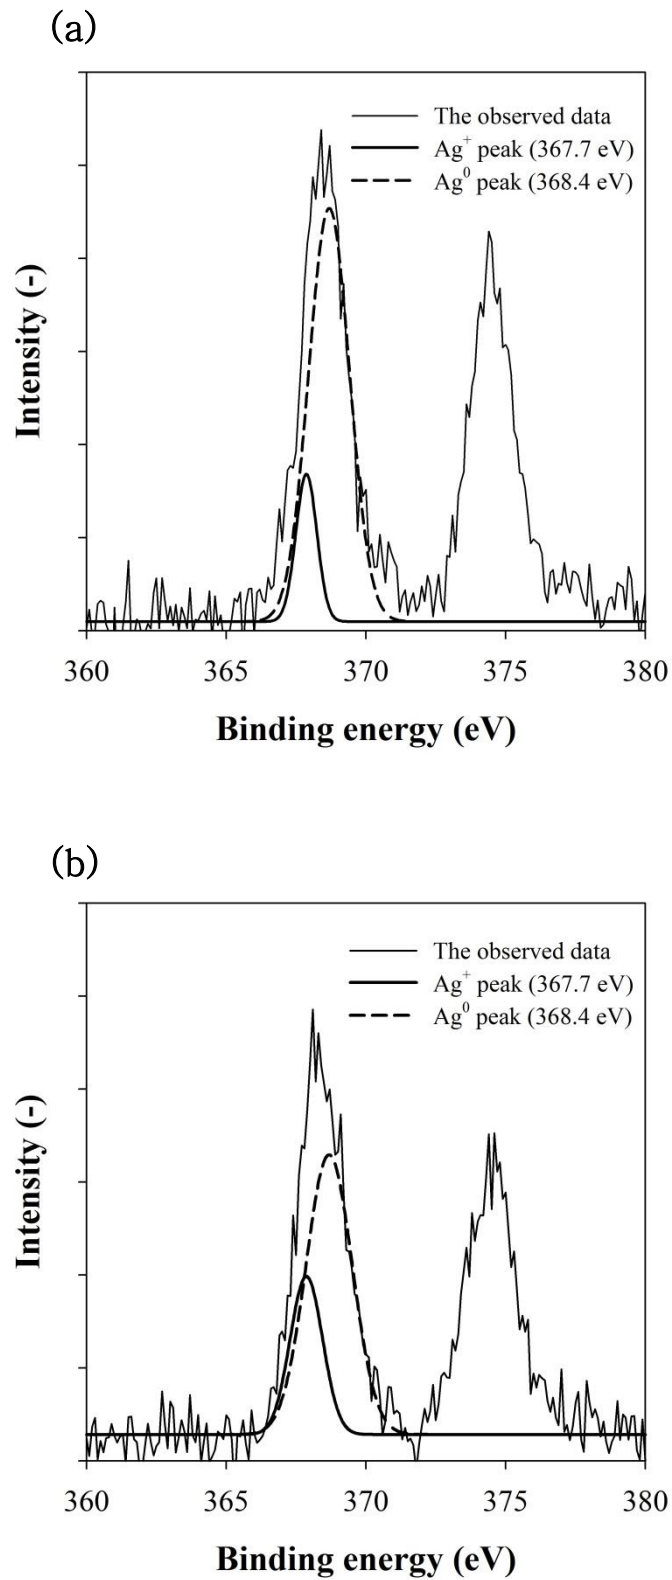 (a)
The observed data
Ag⁺ peak (367.7 eV)
Ag⁰ peak (368.4 eV)
Intensity (-)
360 365 370 375 380
Binding energy (eV)
(b)
The observed data
Ag⁺ peak (367.7 eV)
Ag⁰ peak (368.4 eV)
Intensity (-)
360 365 370 375 380
Binding energy (eV)